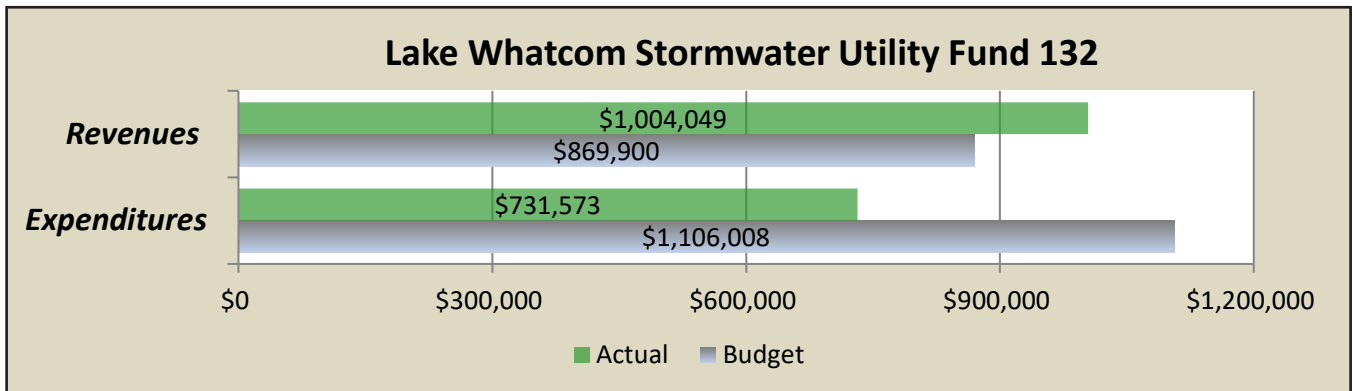 Lake Whatcom Stormwater Utility Fund 132
Revenues
$1,004,049
$869,900
Expenditures
$731,573
$1,106,008
$0 $300,000 $600,000 $900,000 $1,200,000
Actual Budget